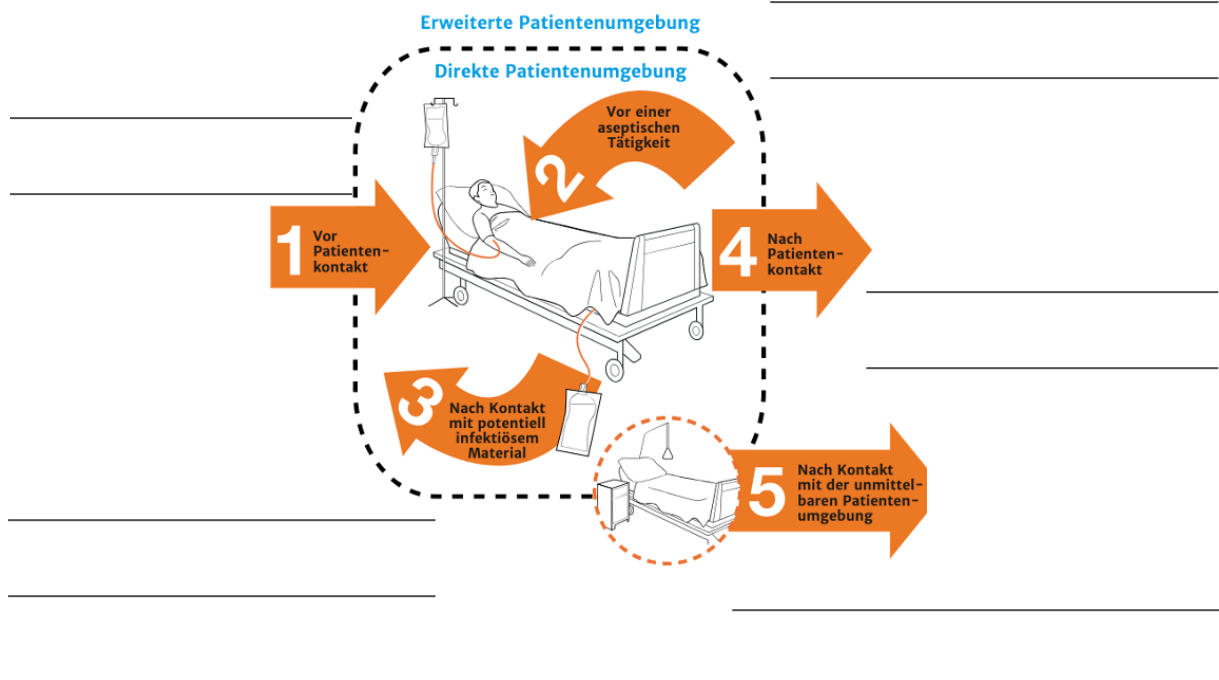 Erweiterte Patientenumgebung
Direkte Patientenumgebung
1
Vor
Patienten-
kontakt
2
Vor einer
aseptischen
Tätigkeit
3
Nach Kontakt
mit potentiell
infektiösem
Material
4
Nach
Patienten-
kontakt
5
Nach Kontakt
mit der unmittel-
baren Patienten-
umgebung